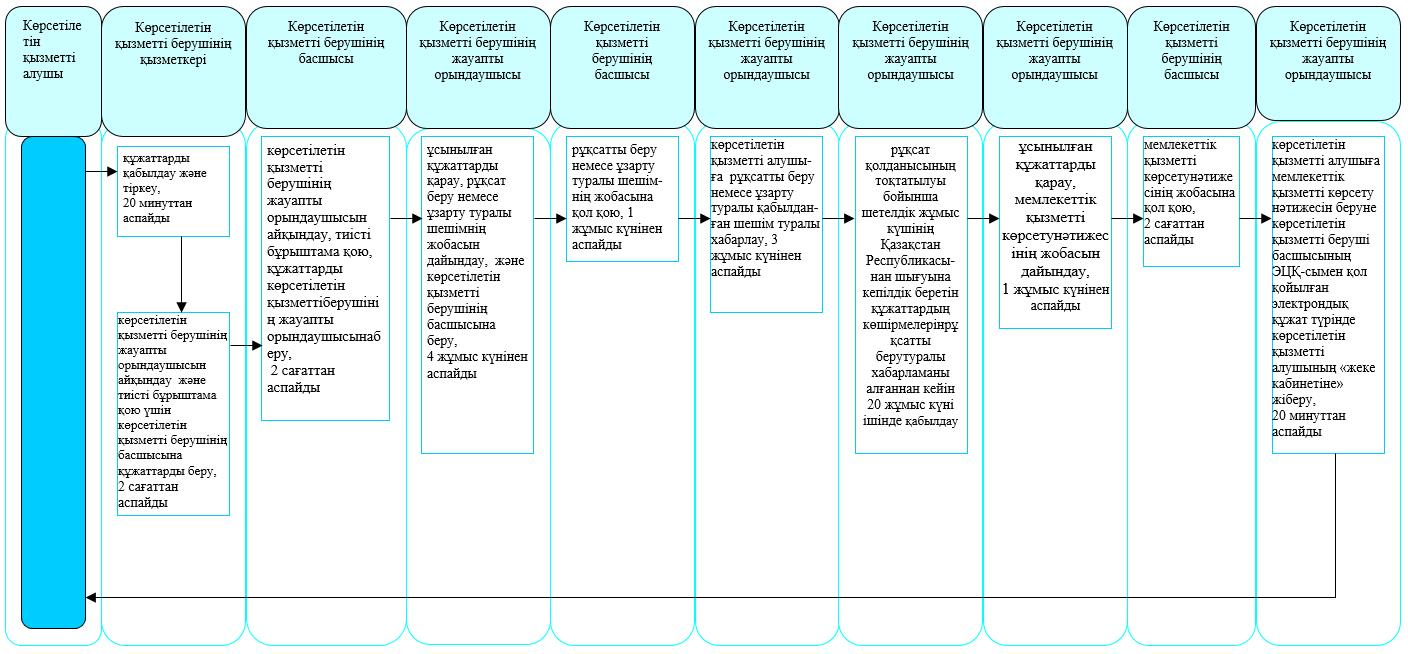 Көрсетіле
тін
қызметті
алушы
Көрсетілетін
қызметті берушінің
қызметкері
Көрсетілетін
қызметті берушінің
басшысы
Көрсетілетін
қызметті берушінің
жауапты
орындаушысы
Көрсетілетін
қызметті
берушінің
басшысы
Көрсетілетін
қызметті берушінің
жауапты
орындаушысы
Көрсетілетін
қызметті берушінің
жауапты
орындаушысы
Көрсетілетін
қызметті берушінің
жауапты
орындаушысы
Көрсетілетін
қызметті
берушінің
басшысы
Көрсетілетін
қызметті берушінің
жауапты
орындаушысы
құжаттарды
қабылдау және
тіркеу,
20 минуттан
аспайды
көрсетілетін
қызметті берушінің
жауапты
орындаушысын
айқындау  және
тиісті бұрыштама
қою үшін
көрсетілетін
қызметті берушінің
басшысына
құжаттарды беру,
2 сағаттан
аспайды
көрсетілетін
қызметті
берушінің
жауапты
орындаушысын
айқындау, тиісті
бұрыштама қою,
құжаттарды
көрсетілетін
қызметтіберушіні
ң жауапты
орындаушысынаб
еру,
2 сағаттан
аспайды
ұсынылған
құжаттарды
қарау, рұқсат
беру немесе
ұзарту туралы
шешімнің
жобасын
дайындау,  және
көрсетілетін
қызметті
берушінің
басшысына
беру,
4 жұмыс күнінен
аспайды
рұқсатты беру
немесе ұзарту
туралы шешім-
нің жобасына
қол қою, 1
жұмыс күнінен
аспайды
көрсетілетін
қызметті алушы-
ға  рұқсатты беру
немесе ұзарту
туралы қабылдан-
ған шешім туралы
хабарлау, 3
жұмыс күнінен
аспайды
рұқсат
қолданысының
тоқтатылуы
бойынша
шетелдік жұмыс
күшінің
Қазақстан
Республикасы-
нан шығуына
кепілдік беретін
құжаттардың
көшірмелерінрұ
қсатты
берутуралы
хабарламаны
алғаннан кейін
20 жұмыс күні
ішінде қабылдау
ұсынылған
құжаттарды
қарау,
мемлекеттік
қызметті
көрсетунәтижес
інің жобасын
дайындау,
1 жұмыс күнінен
аспайды
мемлекеттік
қызметті
көрсетунәтиже
сінің жобасына
қол қою,
2 сағаттан
аспайды
көрсетілетін
қызметті алушыға
мемлекеттік
қызметті көрсету
нәтижесін беруне
көрсетілетін
қызметті беруші
басшысының
ЭЦҚ-сымен қол
қойылған
электрондық
құжат түрінде
көрсетілетін
қызметті
алушының «жеке
кабинетіне»
жіберу,
20 минуттан
аспайды